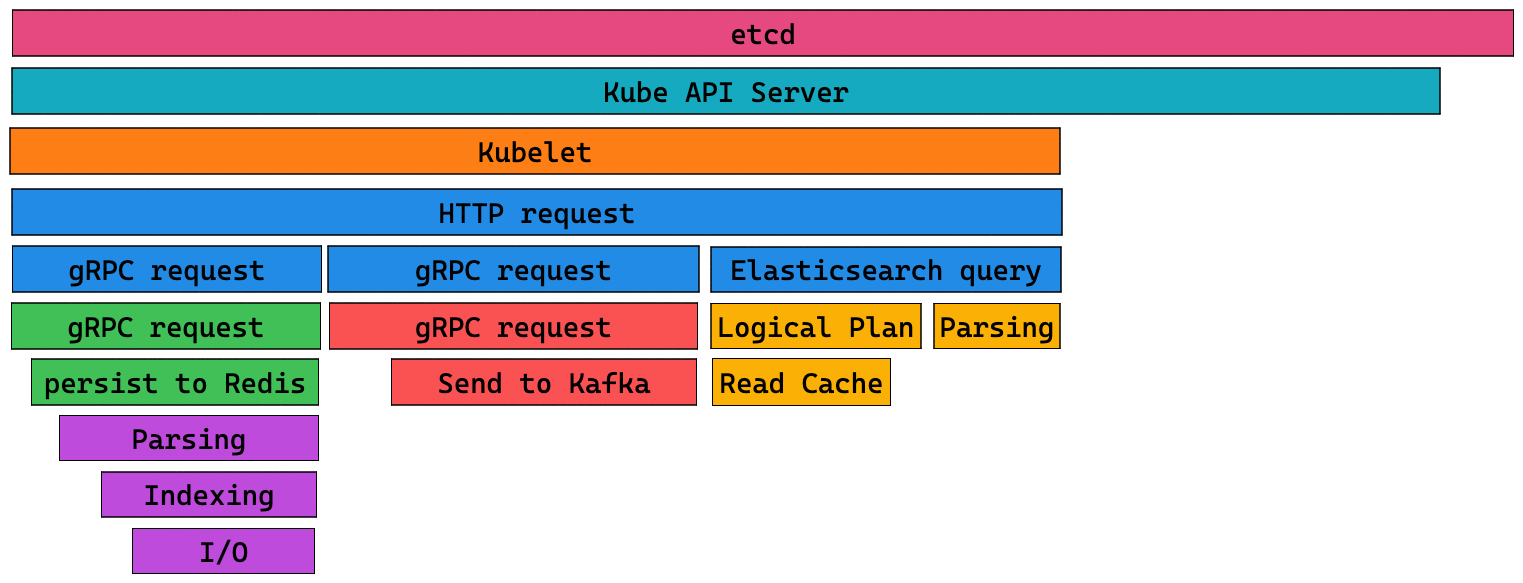 etcd
Kube API Server
Kubelet
HTTP request
gRPC request
gRPC request
Elasticsearch query
gRPC request
gRPC request
Logical Plan
Parsing
persist to Redis
Send to Kafka
Read Cache
Parsing
Indexing
I/O